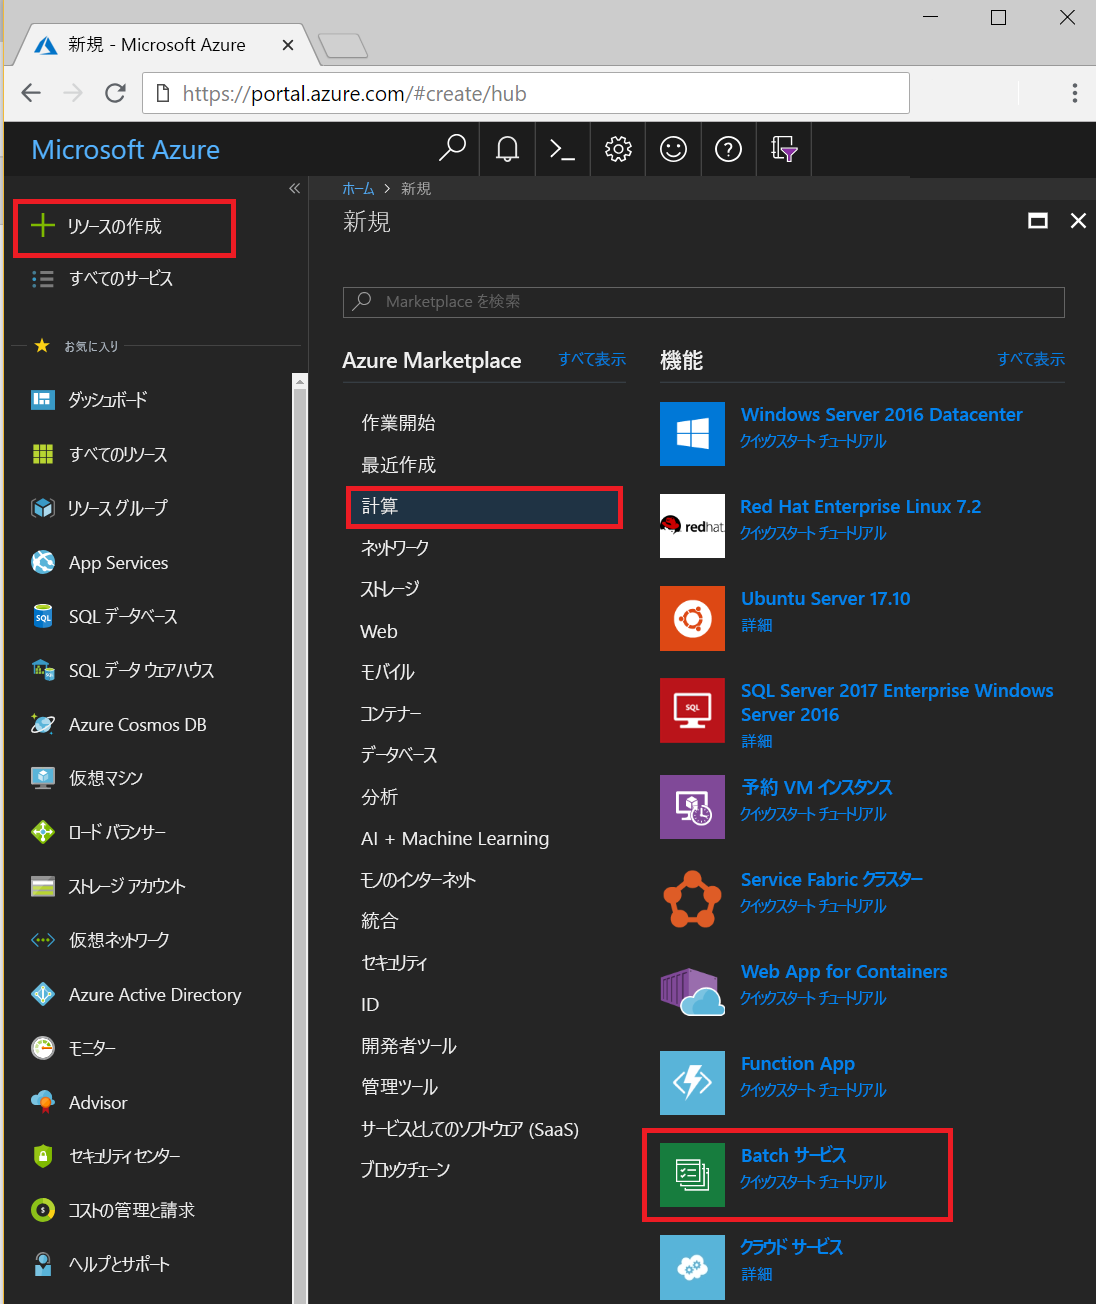 新規 - Microsoft Azure
https://portal.azure.com/#create/hub
Microsoft Azure
ホーム > 新規
新規
リソースの作成
すべてのサービス
お気に入り
ダッシュボード
すべてのリソース
リソース グループ
App Services
SQL データベース
SQL データ ウェアハウス
Azure Cosmos DB
仮想マシン
ロード バランサー
ストレージ アカウント
仮想ネットワーク
Azure Active Directory
モニター
Advisor
セキュリティ センター
コストの管理と請求
ヘルプとサポート
Marketplace を検索
Azure Marketplace すべて表示
作業開始
最近作成
計算
ネットワーク
ストレージ
Web
モバイル
コンテナー
データベース
分析
AI + Machine Learning
モノのインターネット
統合
セキュリティ
ID
開発者ツール
管理ツール
サービスとしてのソフトウェア (SaaS)
ブロックチェーン
機能 すべて表示
Windows Server 2016 Datacenter
クイックスタート チュートリアル
redhat
Red Hat Enterprise Linux 7.2
クイックスタート チュートリアル
Ubuntu Server 17.10
詳細
SQL
SQL Server 2017 Enterprise Windows
Server 2016
詳細
予約 VM インスタンス
クイックスタート チュートリアル
Service Fabric クラスター
クイックスタート チュートリアル
Web App for Containers
クイックスタート チュートリアル
Function App
クイックスタート チュートリアル
Batch サービス
クイックスタート チュートリアル
クラウド サービス
詳細